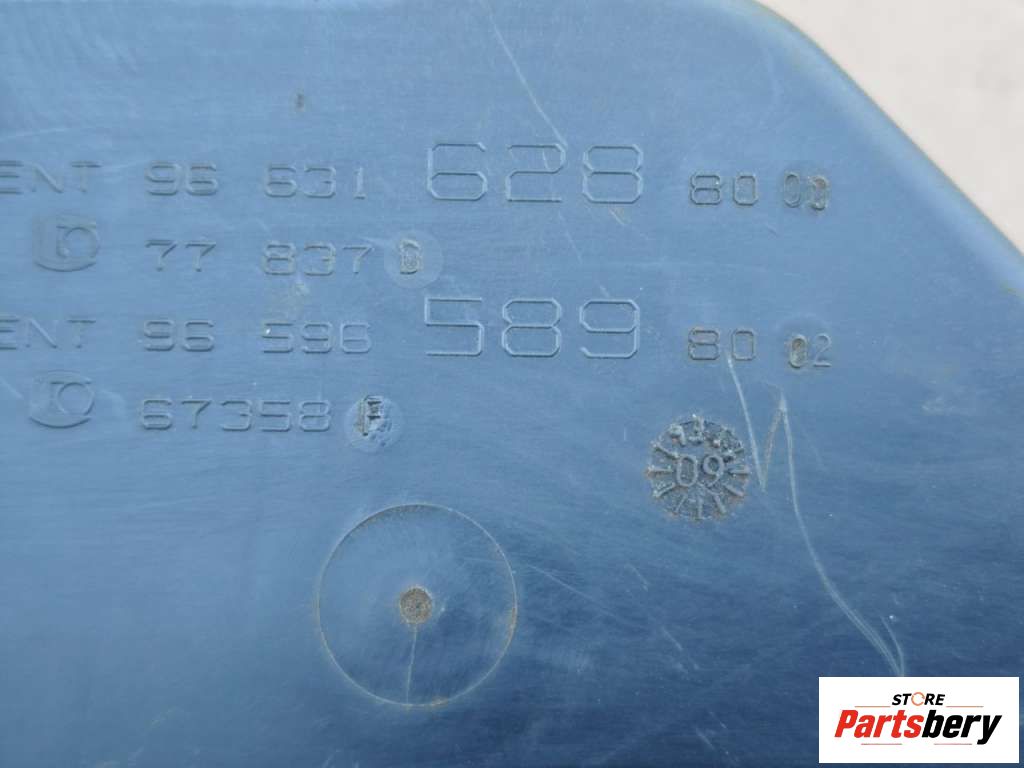 ENT 96 631 628 80 00
77 837 D
ENT 96 596 589 80 02
67358 F
09
STORE
Partsbery